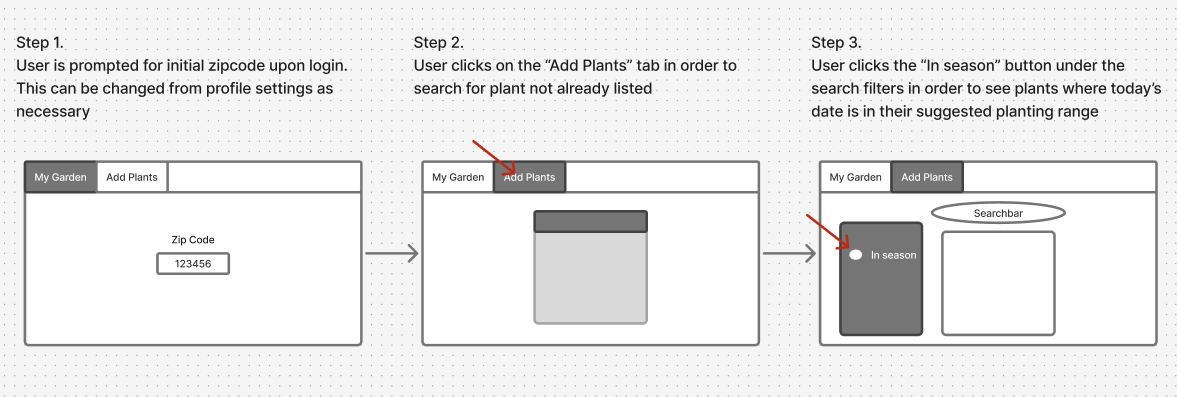 Step 1.
User is prompted for initial zipcode upon login.
This can be changed from profile settings as
necessary
My Garden
Add Plants
Zip Code
123456
Step 2.
User clicks on the “Add Plants” tab in order to
search for plant not already listed
My Garden
Add Plants
Step 3.
User clicks the “In season” button under the
search filters in order to see plants where today’s
date is in their suggested planting range
My Garden
Add Plants
Searchbar
In season